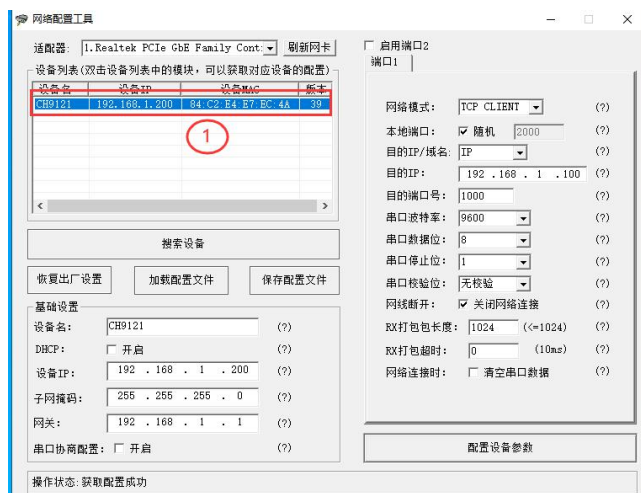 网络配置工具
适配器: 1.Realtek PCIe GbE Family Cont: 刷新网卡
设备列表(双击设备列表中的模块，可以获取对应设备的配置)
设备名 设备IP 设备MAC 版本
CH9121 192.168.1.200 84:C2:E4:E7:EC:4A 39
1
搜索设备
恢复出厂设置 加载配置文件 保存配置文件
基础设置
设备名: CH9121 (?)
DHCP: 开启 (?)
设备IP: 192 . 168 . 1 . 200 (?)
子网掩码: 255 . 255 . 255 . 0 (?)
网关: 192 . 168 . 1 . 1 (?)
串口协商配置: 开启 (?)
启用端口2
端口1
网络模式: TCP CLIENT (?)
本地端口: 随机 2000 (?)
目的IP/域名: IP (?)
目的IP: 192 . 168 . 1 . 100 (?)
目的端口号: 1000 (?)
串口波特率: 9600 (?)
串口数据位: 8 (?)
串口停止位: 1 (?)
串口校验位: 无校验 (?)
网线断开: 关闭网络连接 (?)
RX打包包长度: 1024 (<=1024) (?)
RX打包超时: 0 (10ms) (?)
网络连接时: 清空串口数据 (?)
配置设备参数
操作状态:获取配置成功